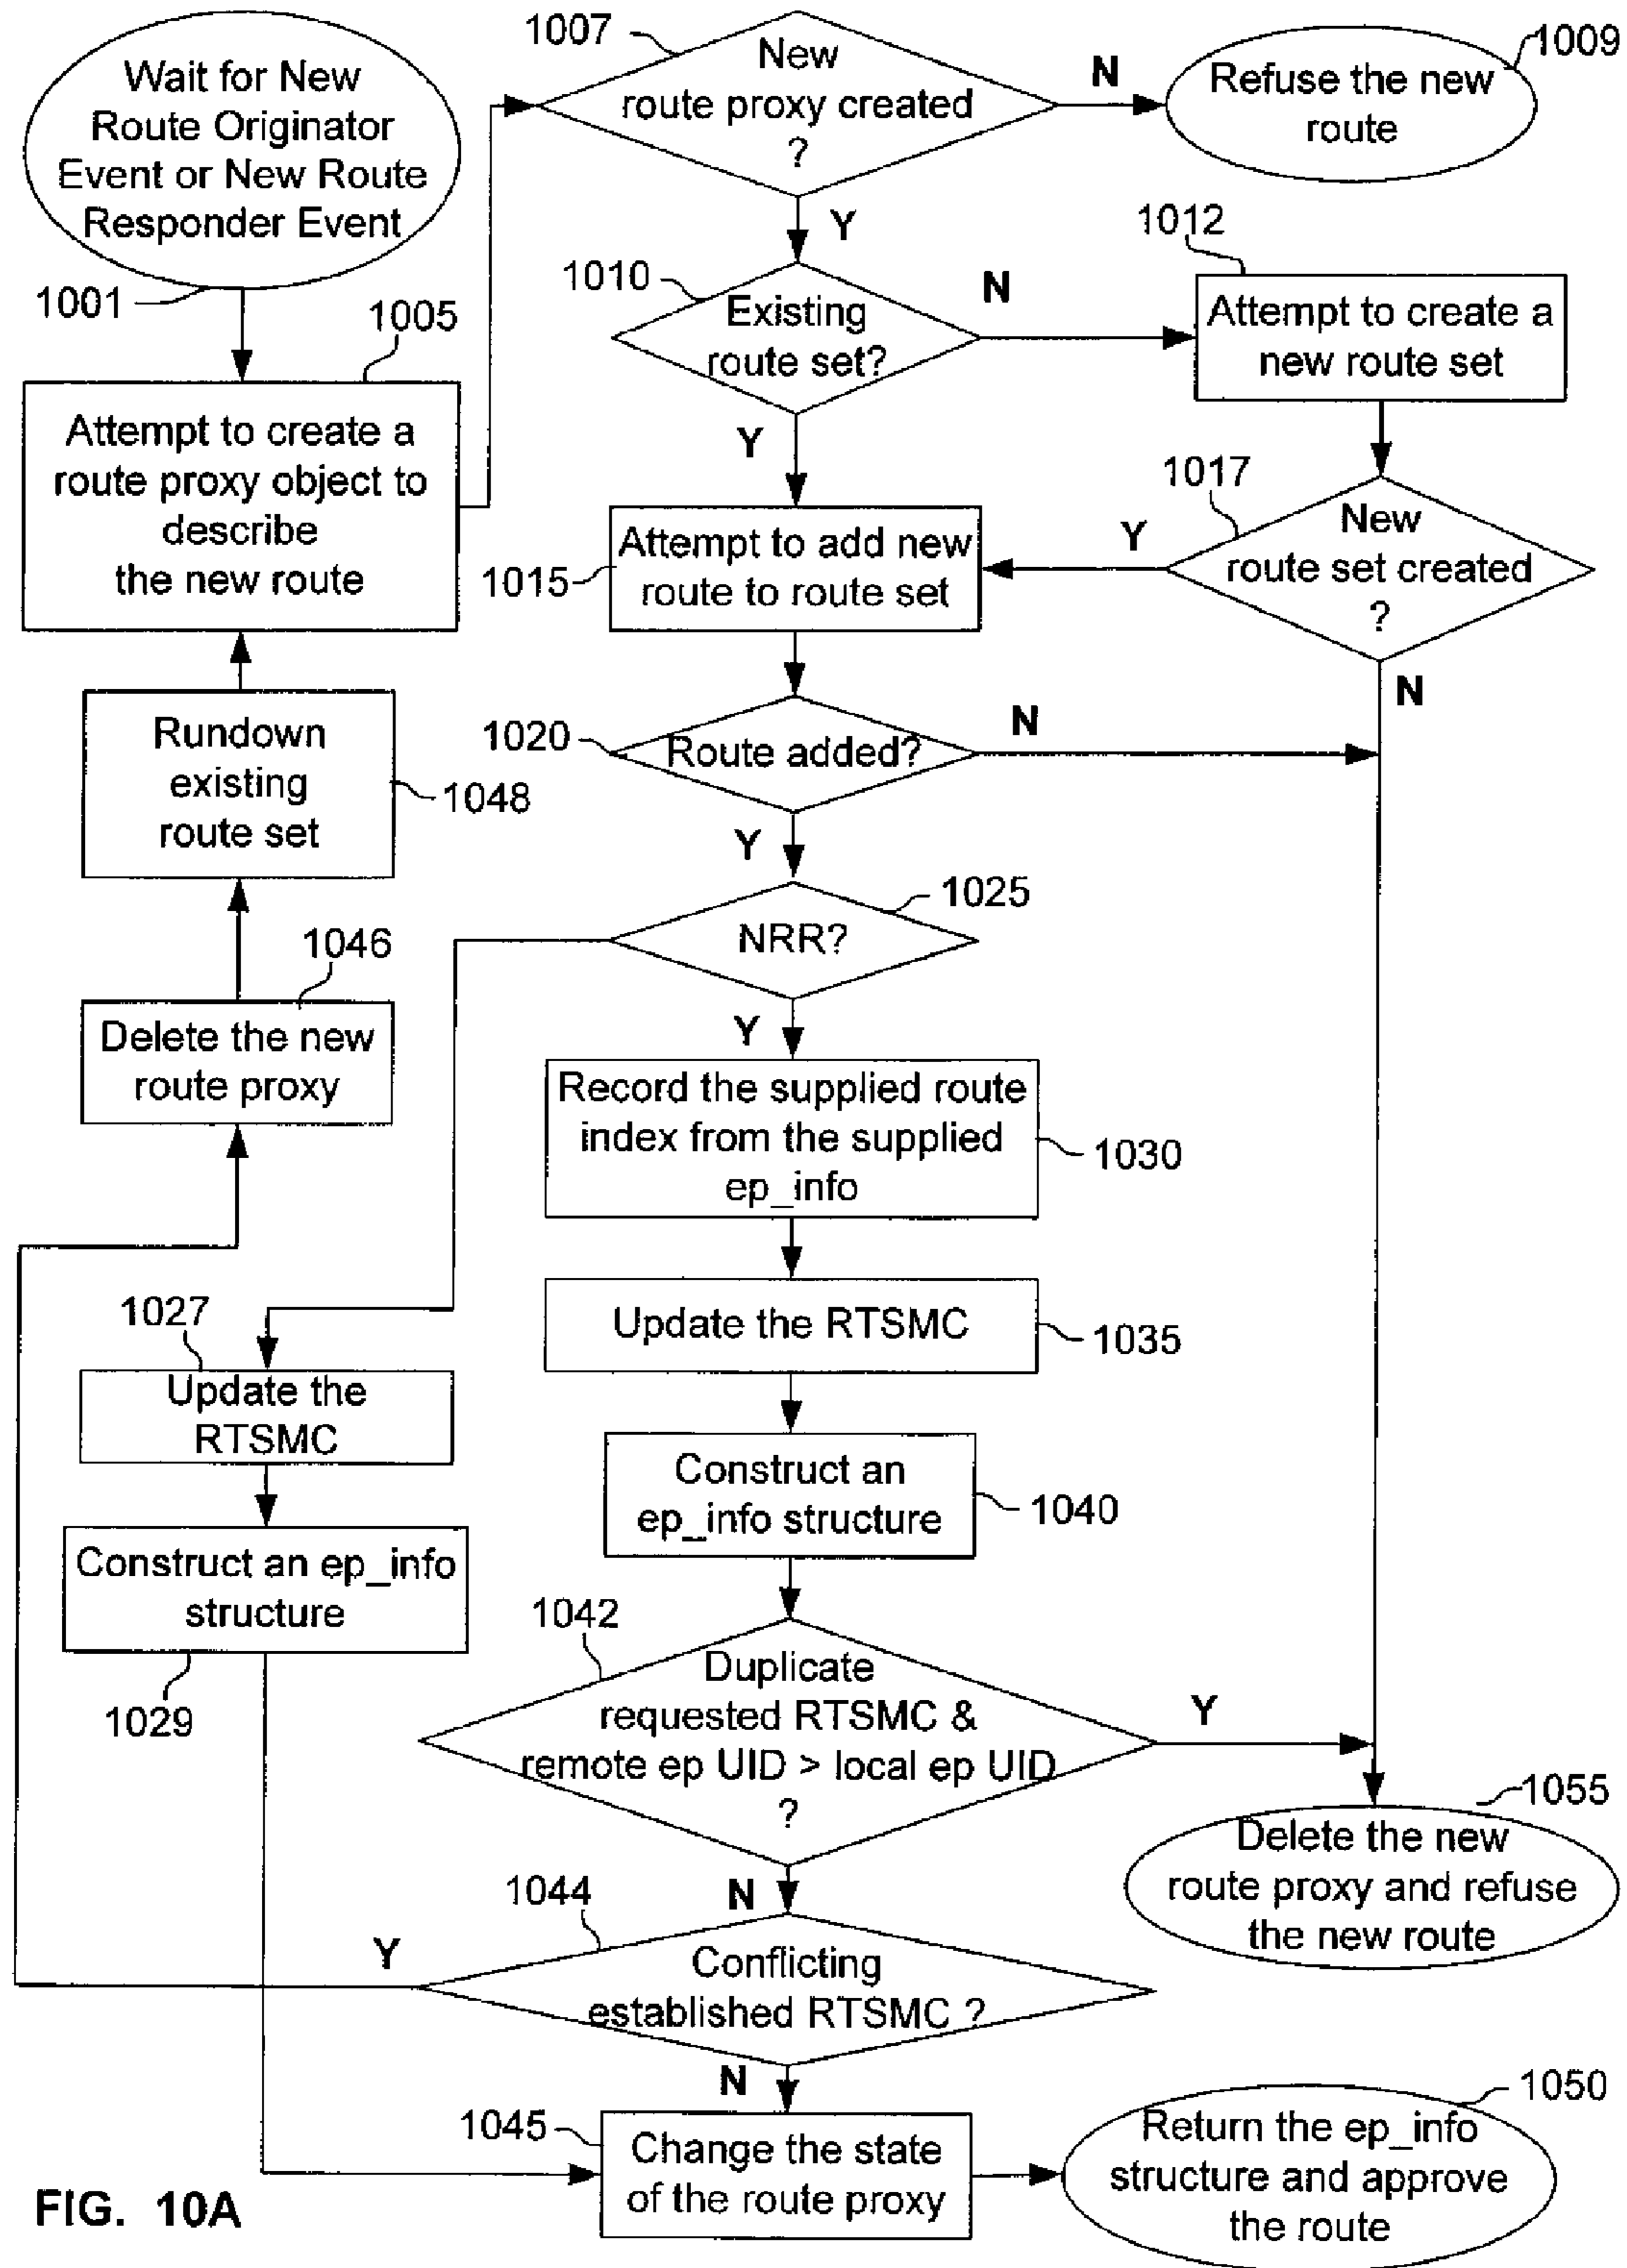 Wait for New
Route Originator
Event or New Route
Responder Event
1001
1005
Attempt to create a
route proxy object to
describe
the new route
1007
New
route proxy created
?
N
Y
1009
Refuse the new
route
1010
Existing
route set?
N
Y
1012
Attempt to create a
new route set
1017
New
route set created
?
Y
N
1015
Attempt to add new
route to route set
1020
Route added?
N
Y
1048
Rundown
existing
route set
1025
NRR?
Y
1046
Delete the new
route proxy
Record the supplied route
index from the supplied
ep_info
1030
Update the RTSMC
1035
1027
Update the
RTSMC
Construct an
ep_info structure
1040
Construct an ep_info
structure
1029
1042
Duplicate
requested RTSMC &
remote ep UID > local ep UID
?
Y
N
1055
Delete the new
route proxy and refuse
the new route
1044
Conflicting
established RTSMC ?
Y
N
1045
Change the state
of the route proxy
1050
Return the ep_info
structure and approve
the route
FIG. 10A